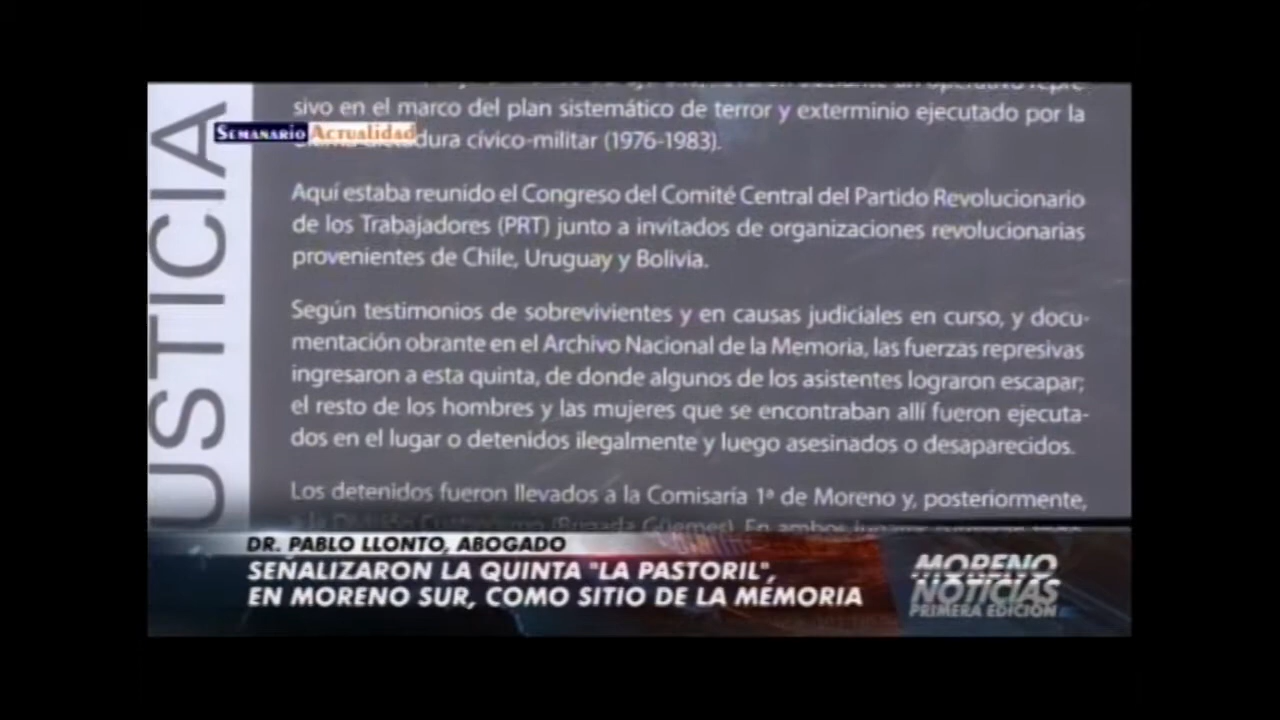 sivo en el marco del plan sistemático de terror y exterminio ejecutado por la
dura cívico-militar (1976-1983).
SEMANARIO Actualidad
Aquí estaba reunido el Congreso del Comité Central del Partido Revolucionario
de los Trabajadores (PRT) junto a invitados de organizaciones revolucionarias
provenientes de Chile, Uruguay y Bolivia.
Según testimonios de sobrevivientes y en causas judiciales en curso, y docu-
mentación obrante en el Archivo Nacional de la Memoria, las fuerzas represivas
ingresaron a esta quinta, de donde algunos de los asistentes lograron escapar;
el resto de los hombres y las mujeres que se encontraban allí fueron ejecuta-
dos en el lugar o detenidos ilegalmente y luego asesinados o desaparecidos.
Los detenidos fueron llevados a la Comisaría 1ª de Moreno y, posteriormente,
(Brigada Güemes). En ambos
USTICIA
DR. PABLO LLONTO, ABOGADO
SEÑALIZARON LA QUINTA "LA PASTORIL",
EN MORENO SUR, COMO SITIO DE LA MEMORIA
MORENO
NOTICIAS
PRIMERA EDICIÓN